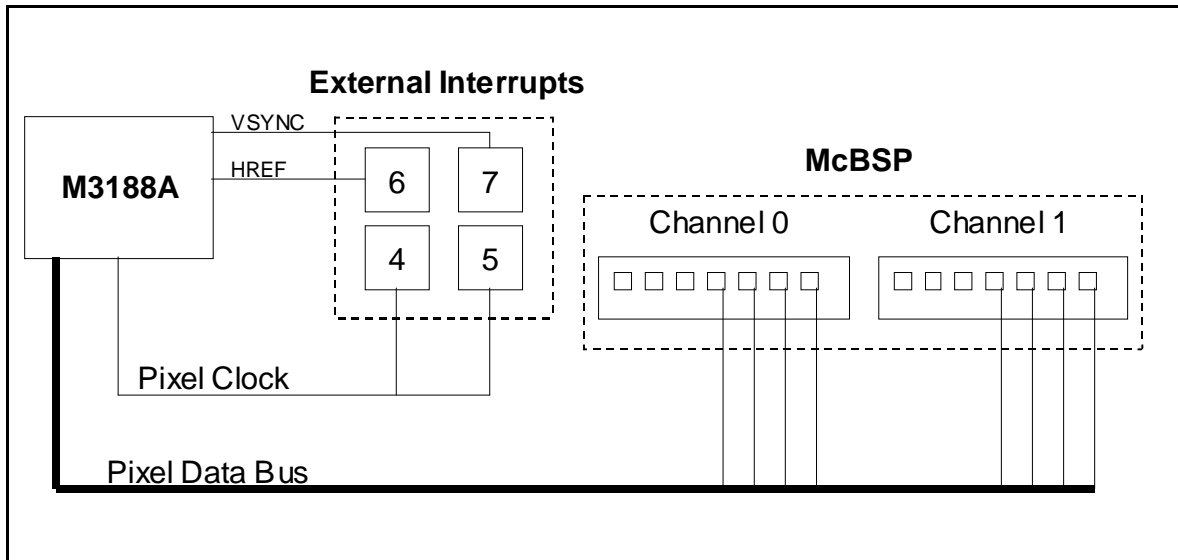 External Interrupts
VSYNC
HREF
M3188A
6 7
4 5
McBSP
Channel 0 Channel 1
Pixel Clock
Pixel Data Bus